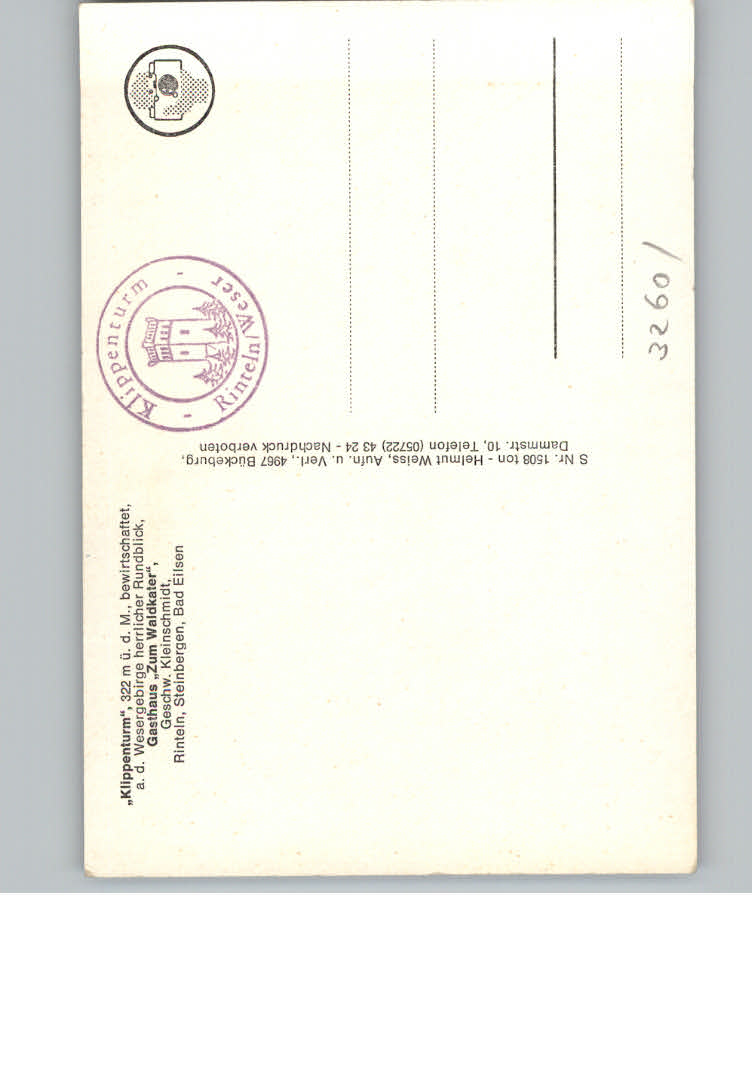 „Klippenturm“, 322 m ü. d. M., bewirtschaftet,
a. d. Wesergebirge herrlicher Rundblick,
Gasthaus „Zum Waldkater“,
Geschw. Kleinschmidt,
Rinteln, Steinbergen, Bad Eilsen
S Nr. 1508 ton - Helmut Weiss, Aufn. u. Verl., 4967 Bückeburg,
Dammstr. 10, Telefon (05722) 43 24 - Nachdruck verboten
- Klippenturm -
Rinteln/Weser
3260/